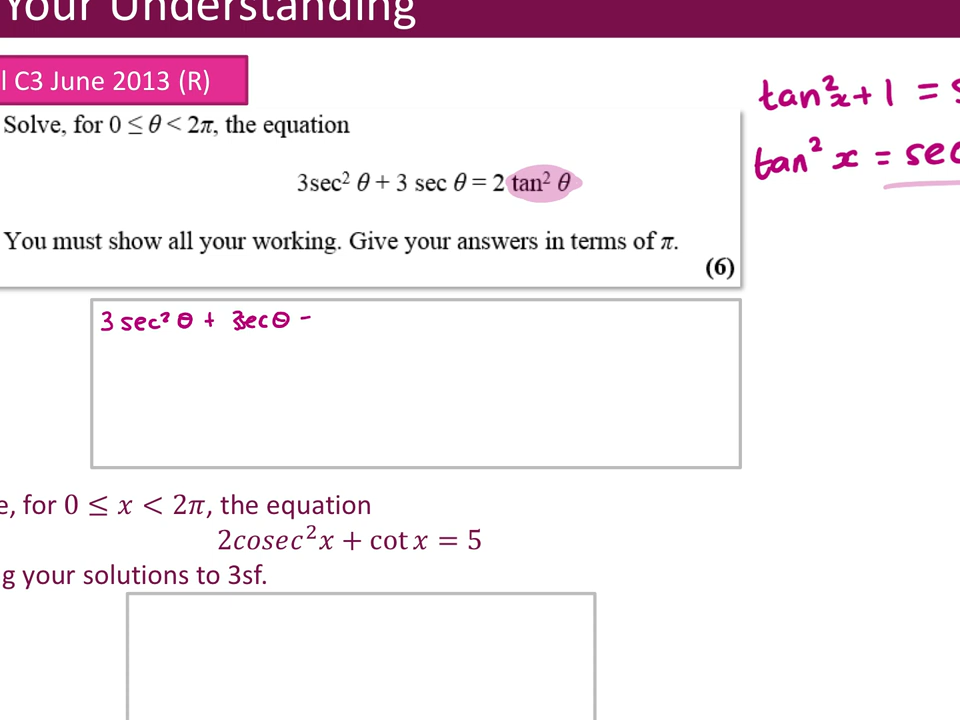 Your Understanding
l C3 June 2013 (R)
tan²x + 1 =
Solve, for 0 ≤ θ < 2π, the equation
tan² x = sec
3sec² θ + 3 sec θ = 2 tan² θ
You must show all your working. Give your answers in terms of π.
(6)
3 sec² θ + 3secθ =
e, for 0 ≤ x < 2π, the equation
2cosec²x + cot x = 5
g your solutions to 3sf.